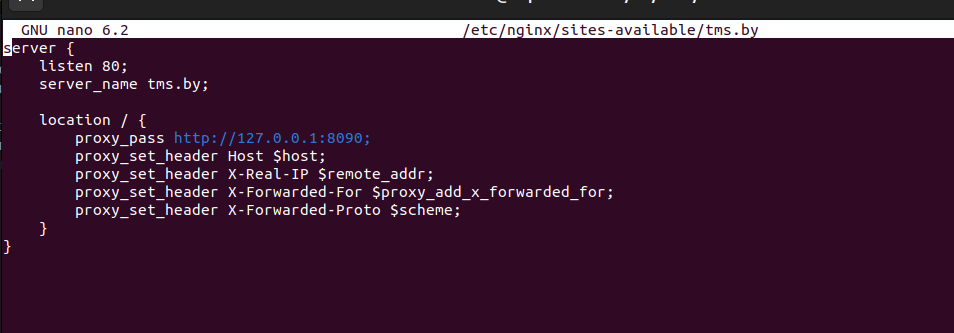 GNU nano 6.2 /etc/nginx/sites-available/tms.by
server {
    listen 80;
    server_name tms.by;

    location / {
        proxy_pass http://127.0.0.1:8090;
        proxy_set_header Host $host;
        proxy_set_header X-Real-IP $remote_addr;
        proxy_set_header X-Forwarded-For $proxy_add_x_forwarded_for;
        proxy_set_header X-Forwarded-Proto $scheme;
    }
}